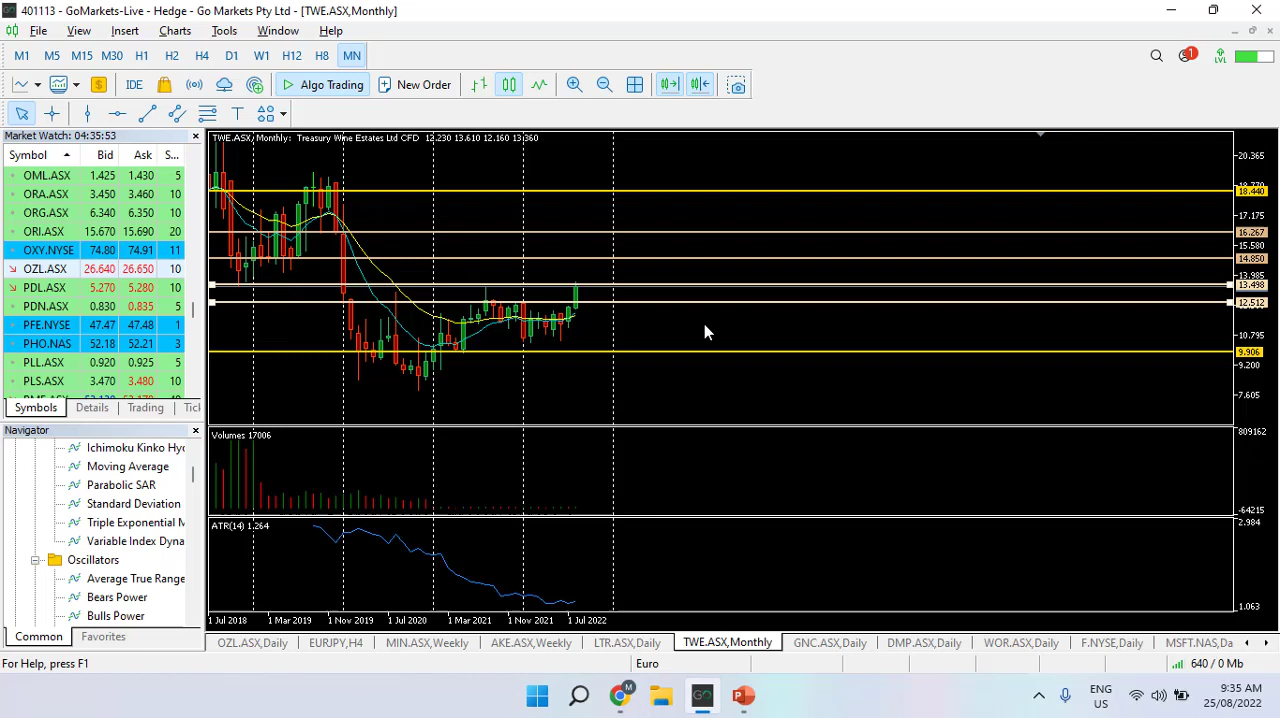 401113 - GoMarkets-Live - Hedge - Go Markets Pty Ltd - [TWE.ASX,Monthly]
File View Insert Charts Tools Window Help
M1 M5 M15 M30 H1 H2 H4 D1 W1 H12 H8 MN
1 LVL
IDE Algo Trading New Order
Market Watch: 04:35:53
Symbol Bid Ask S...
OML.ASX 1.425 1.430 5
ORA.ASX 3.450 3.460 10
ORG.ASX 6.340 6.350 10
ORI.ASX 15.670 15.690 20
OXY.NYSE 74.80 74.91 11
OZL.ASX 26.640 26.650 10
PDL.ASX 5.270 5.280 10
PDN.ASX 0.830 0.835 5
PFE.NYSE 47.47 47.48 1
PHO.NAS 52.18 52.21 3
PLL.ASX 0.920 0.925 5
PLS.ASX 3.470 3.480 10
Symbols Details Trading Tick
Navigator
Ichimoku Kinko Hyo
Moving Average
Parabolic SAR
Standard Deviation
Triple Exponential M
Variable Index Dyna
Oscillators
Average True Range
Bears Power
Bulls Power
Common Favorites
TWE.ASX, Monthly: Treasury Wine Estates Ltd CFD 12.230 13.610 12.160 13.360
20.365
18.440
17.175
16.267
15.580
14.850
13.985
13.498
12.512
10.795
9.906
9.200
7.605
Volumes 17006
809162
-64215
ATR(14) 1.264
2.984
1.063
1 Jul 2018 1 Mar 2019 1 Nov 2019 1 Jul 2020 1 Mar 2021 1 Nov 2021 1 Jul 2022
OZL.ASX,Daily EURJPY,H4 MIN.ASX,Weekly AKE.ASX,Weekly LTR.ASX,Daily TWE.ASX,Monthly GNC.ASX,Daily DMP.ASX,Daily WOR.ASX,Daily F.NYSE,Daily MSFT.NAS,Da
For Help, press F1
Euro
640 / 0 Mb
GO
M
P
ENG
US
9:35 AM
25/08/2022